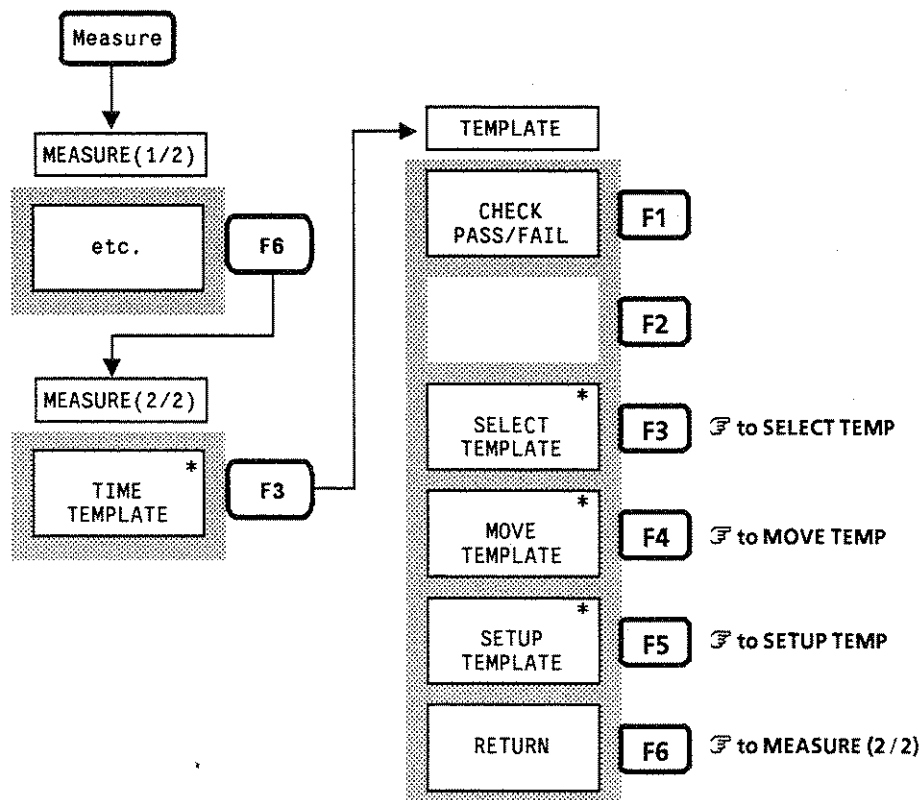 Measure
MEASURE(1/2)
etc.
F6
MEASURE(2/2)
*
TIME
TEMPLATE
F3
TEMPLATE
CHECK
PASS/FAIL
F1
F2
*
SELECT
TEMPLATE
F3
☞ to SELECT TEMP
*
MOVE
TEMPLATE
F4
☞ to MOVE TEMP
*
SETUP
TEMPLATE
F5
☞ to SETUP TEMP
RETURN
F6
☞ to MEASURE (2/2)